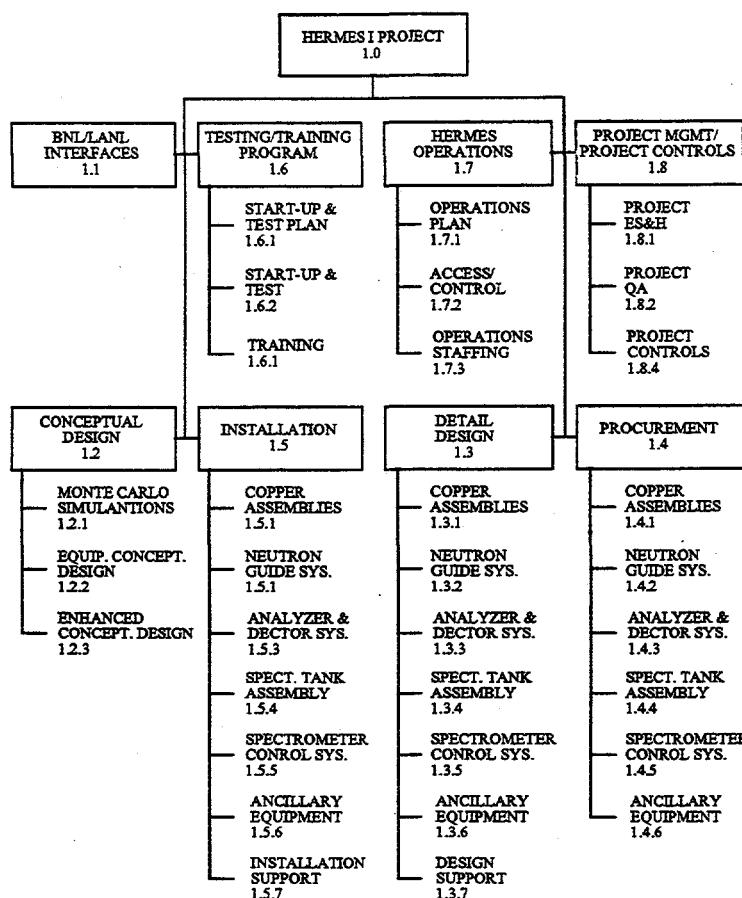 HERMES I PROJECT
1.0
BNL/LANL
INTERFACES
1.1
TESTING/TRAINING
PROGRAM
1.6
START-UP &
TEST PLAN
1.6.1
START-UP &
TEST
1.6.2
TRAINING
1.6.1
HERMES
OPERATIONS
1.7
OPERATIONS
PLAN
1.7.1
ACCESS/
CONTROL
1.7.2
OPERATIONS
STAFFING
1.7.3
PROJECT MGMT/
PROJECT CONTROLS
1.8
PROJECT
ES&H
1.8.1
PROJECT
QA
1.8.2
PROJECT
CONTROLS
1.8.4
CONCEPTUAL
DESIGN
1.2
MONTE CARLO
SIMULANTIONS
1.2.1
EQUIP. CONCEPT.
DESIGN
1.2.2
ENHANCED
CONCEPT. DESIGN
1.2.3
INSTALLATION
1.5
COPPER
ASSEMBLIES
1.5.1
NEUTRON
GUIDE SYS.
1.5.1
ANALYZER &
DECTOR SYS.
1.5.3
SPECT. TANK
ASSEMBLY
1.5.4
SPECTROMETER
CONROL SYS.
1.5.5
ANCILLARY
EQUIPMENT
1.5.6
INSTALLATION
SUPPORT
1.5.7
DETAIL
DESIGN
1.3
COPPER
ASSEMBLIES
1.3.1
NEUTRON
GUIDE SYS.
1.3.2
ANALYZER &
DECTOR SYS.
1.3.3
SPECT. TANK
ASSEMBLY
1.3.4
SPECTROMETER
CONROL SYS.
1.3.5
ANCILLARY
EQUIPMENT
1.3.6
DESIGN
SUPPORT
1.3.7
PROCUREMENT
1.4
COPPER
ASSEMBLIES
1.4.1
NEUTRON
GUIDE SYS.
1.4.2
ANALYZER &
DECTOR SYS.
1.4.3
SPECT. TANK
ASSEMBLY
1.4.4
SPECTROMETER
CONROL SYS.
1.4.5
ANCILLARY
EQUIPMENT
1.4.6